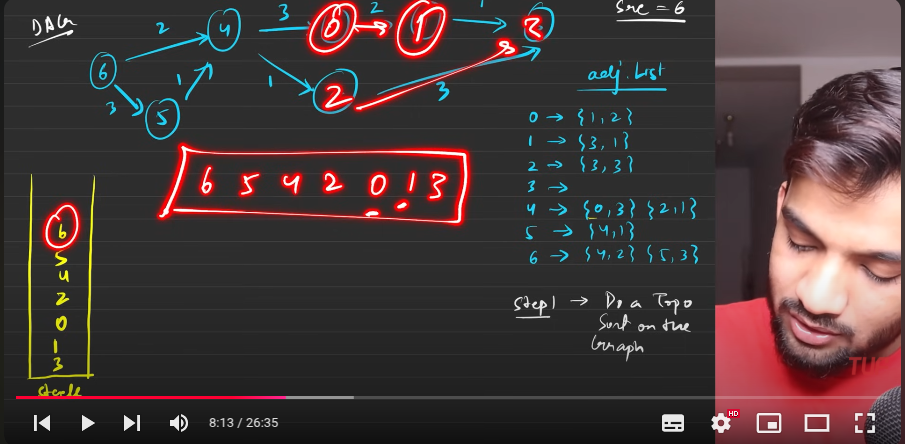 DAG
Src = 6
2
4
3
0
2
1
1
3
6
1
1
3
5
2
3
adj. List
0 → {1,2}
1 → {3,1}
2 → {3,3}
3 →
4 → {0,3} {2,1}
5 → {4,1}
6 → {4,2} {5,3}
6 5 4 2 0 1 3
6
5
4
2
0
1
3
Step1 → Do a Topo
Sort on the
Graph
TU
8:13 / 26:35
HD